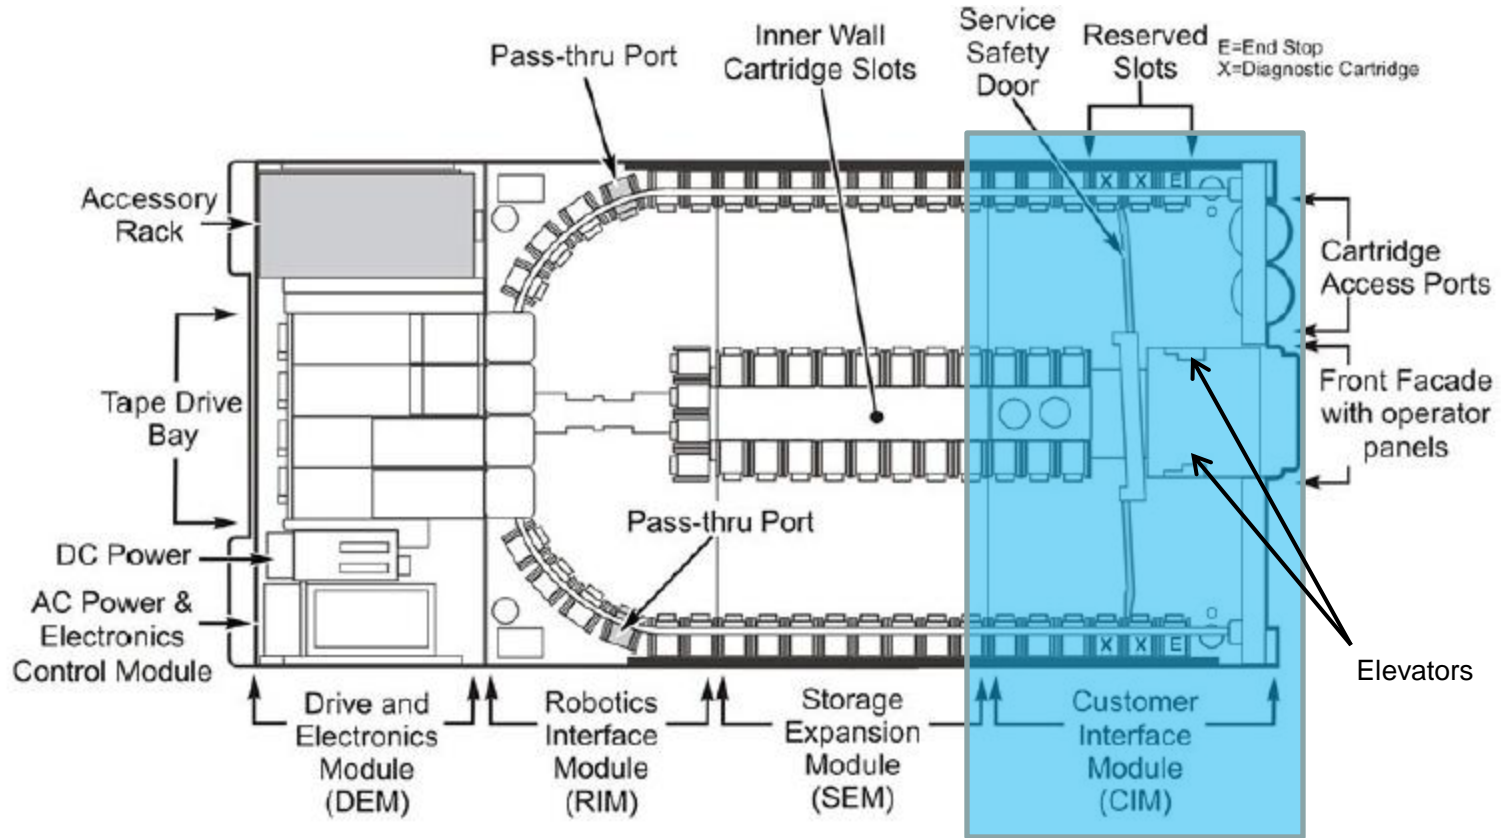 Pass-thru Port
Inner Wall
Cartridge Slots
Service
Safety
Door
Reserved
Slots
E=End Stop
X=Diagnostic Cartridge
Accessory
Rack
X X E
Cartridge
Access Ports
Tape Drive
Bay
Front Facade
with operator
panels
Pass-thru Port
DC Power
AC Power &
Electronics
Control Module
X X E
Elevators
Drive and
Electronics
Module
(DEM)
Robotics
Interface
Module
(RIM)
Storage
Expansion
Module
(SEM)
Customer
Interface
Module
(CIM)